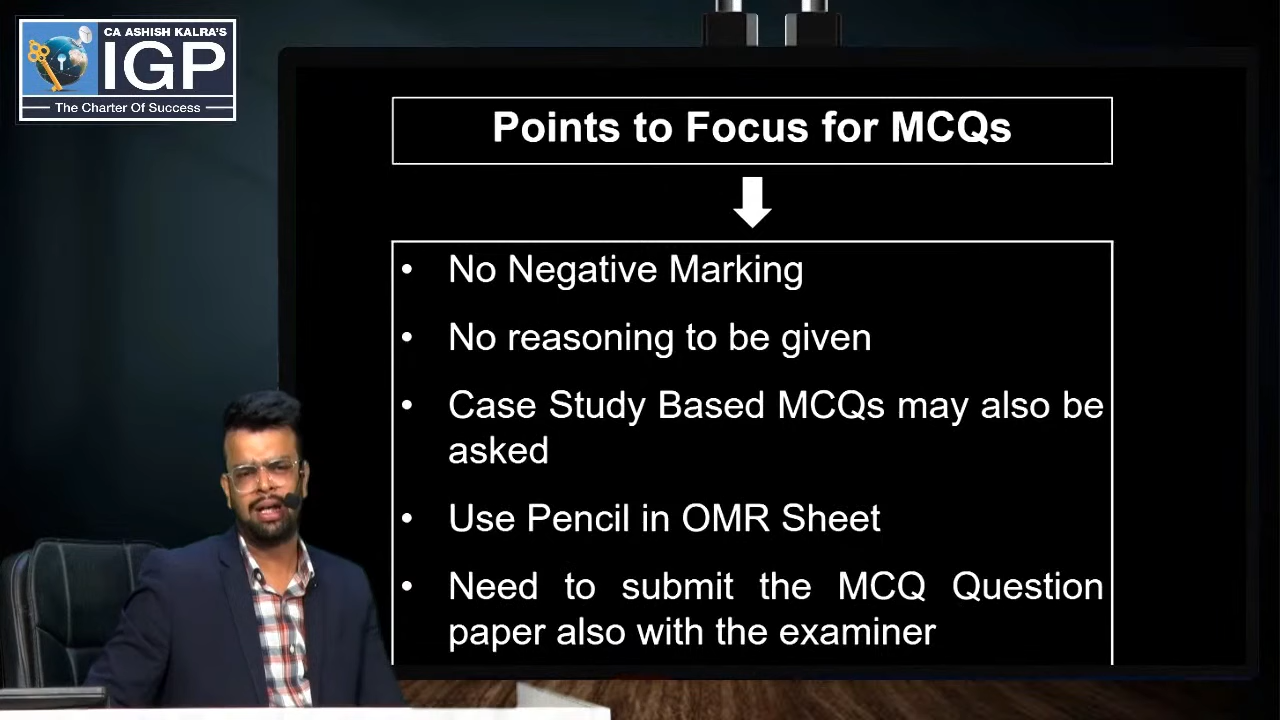 CA ASHISH KALRA'S
IGP
The Charter Of Success
Points to Focus for MCQs
• No Negative Marking
• No reasoning to be given
• Case Study Based MCQs may also be
asked
• Use Pencil in OMR Sheet
• Need to submit the MCQ Question
paper also with the examiner